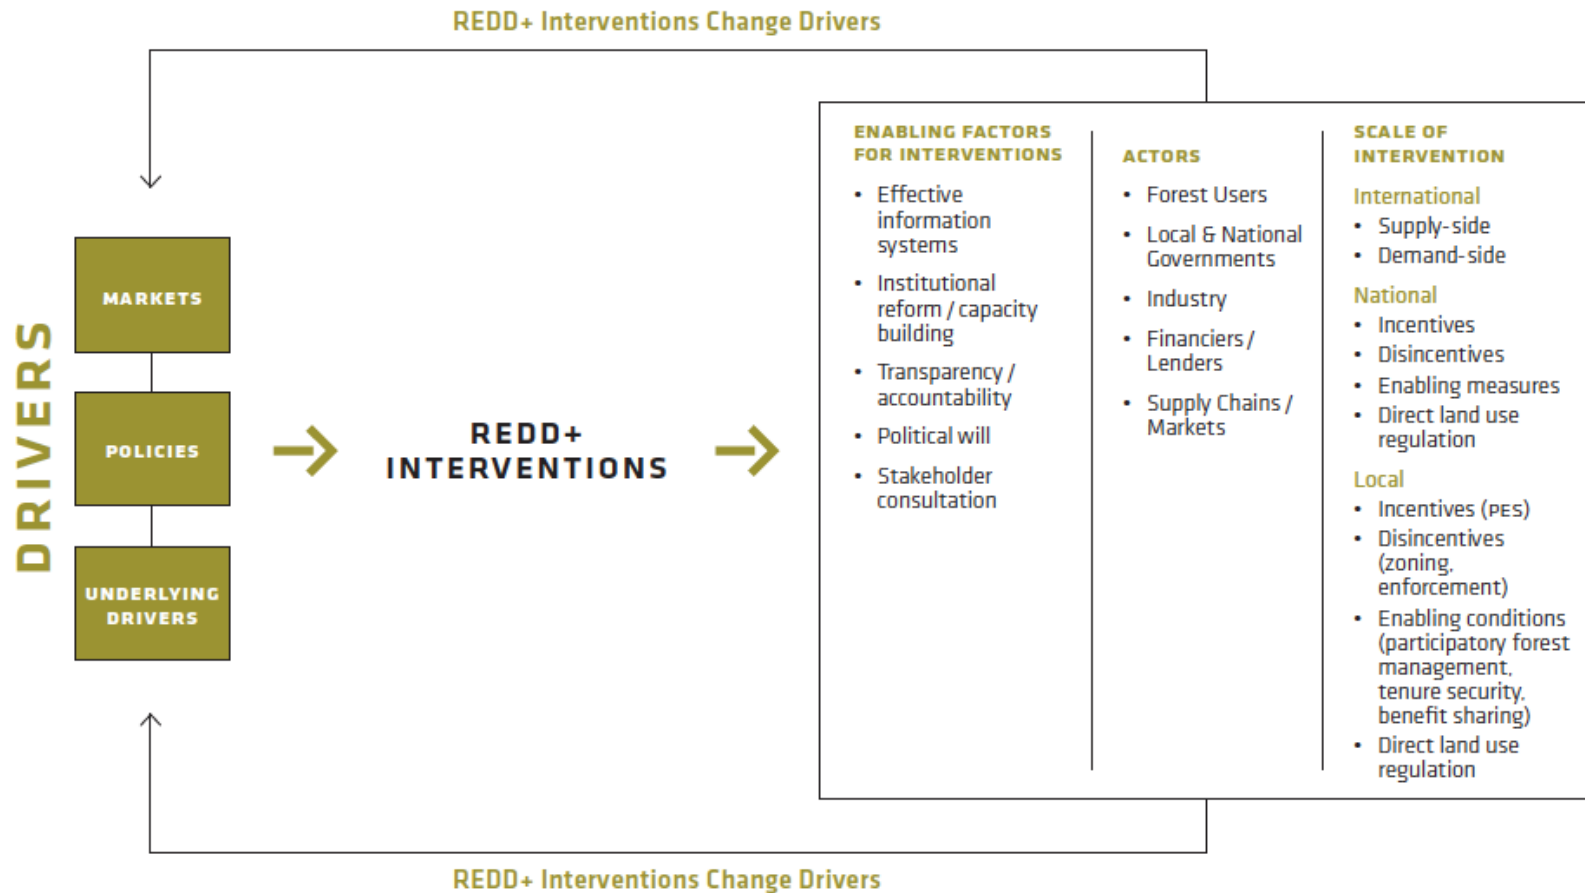 REDD+ Interventions Change Drivers
DRIVERS
MARKETS
POLICIES
UNDERLYING
DRIVERS
REDD+
INTERVENTIONS
ENABLING FACTORS
FOR INTERVENTIONS
• Effective
information
systems
• Institutional
reform / capacity
building
• Transparency /
accountability
• Political will
• Stakeholder
consultation
ACTORS
• Forest Users
• Local & National
Governments
• Industry
• Financiers /
Lenders
• Supply Chains /
Markets
SCALE OF
INTERVENTION
International
• Supply-side
• Demand-side
National
• Incentives
• Disincentives
• Enabling measures
• Direct land use
regulation
Local
• Incentives (PES)
• Disincentives
(zoning,
enforcement)
• Enabling conditions
(participatory forest
management,
tenure security,
benefit sharing)
• Direct land use
regulation
REDD+ Interventions Change Drivers